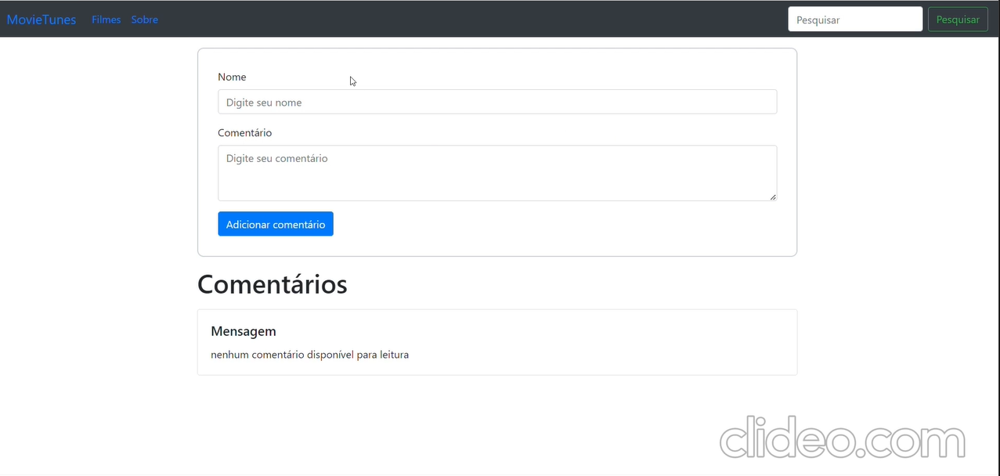 MovieTunes Filmes Sobre Pesquisar Pesquisar
Nome
Digite seu nome
Comentário
Digite seu comentário
Adicionar comentário
Comentários
Mensagem
nenhum comentário disponível para leitura
clideo.com